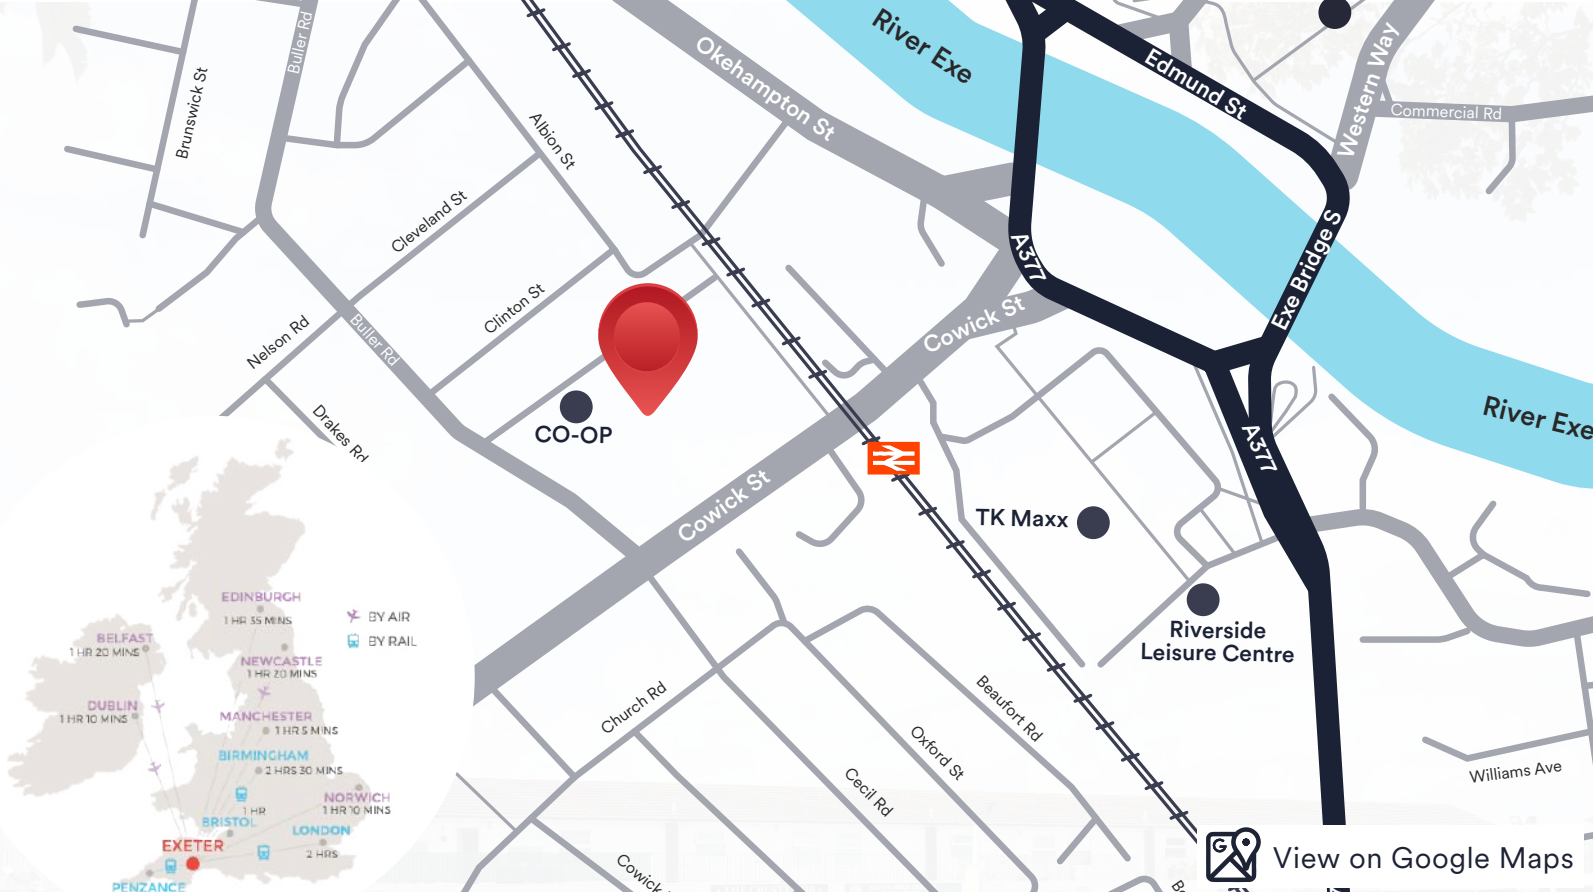 River Exe
Okehampton St
Edmund St
Western Way
Commercial Rd
Buller Rd
Brunswick St
Albion St
Cleveland St
A377
Exe Bridge S
Clinton St
Nelson Rd
Buller Rd
Cowick St
Drakes Rd
CO-OP
River Exe
A377
Cowick St
TK Maxx
Riverside
Leisure Centre
Church Rd
Beaufort Rd
Oxford St
Cecil Rd
Williams Ave
Cowick
EDINBURGH
1 HR 35 MINS
BY AIR
BY RAIL
BELFAST
1 HR 20 MINS
NEWCASTLE
1 HR 20 MINS
DUBLIN
1 HR 10 MINS
MANCHESTER
1 HR 5 MINS
BIRMINGHAM
2 HRS 30 MINS
NORWICH
1 HR 10 MINS
1 HR
BRISTOL
LONDON
2 HRS
EXETER
PENZANCE
View on Google Maps